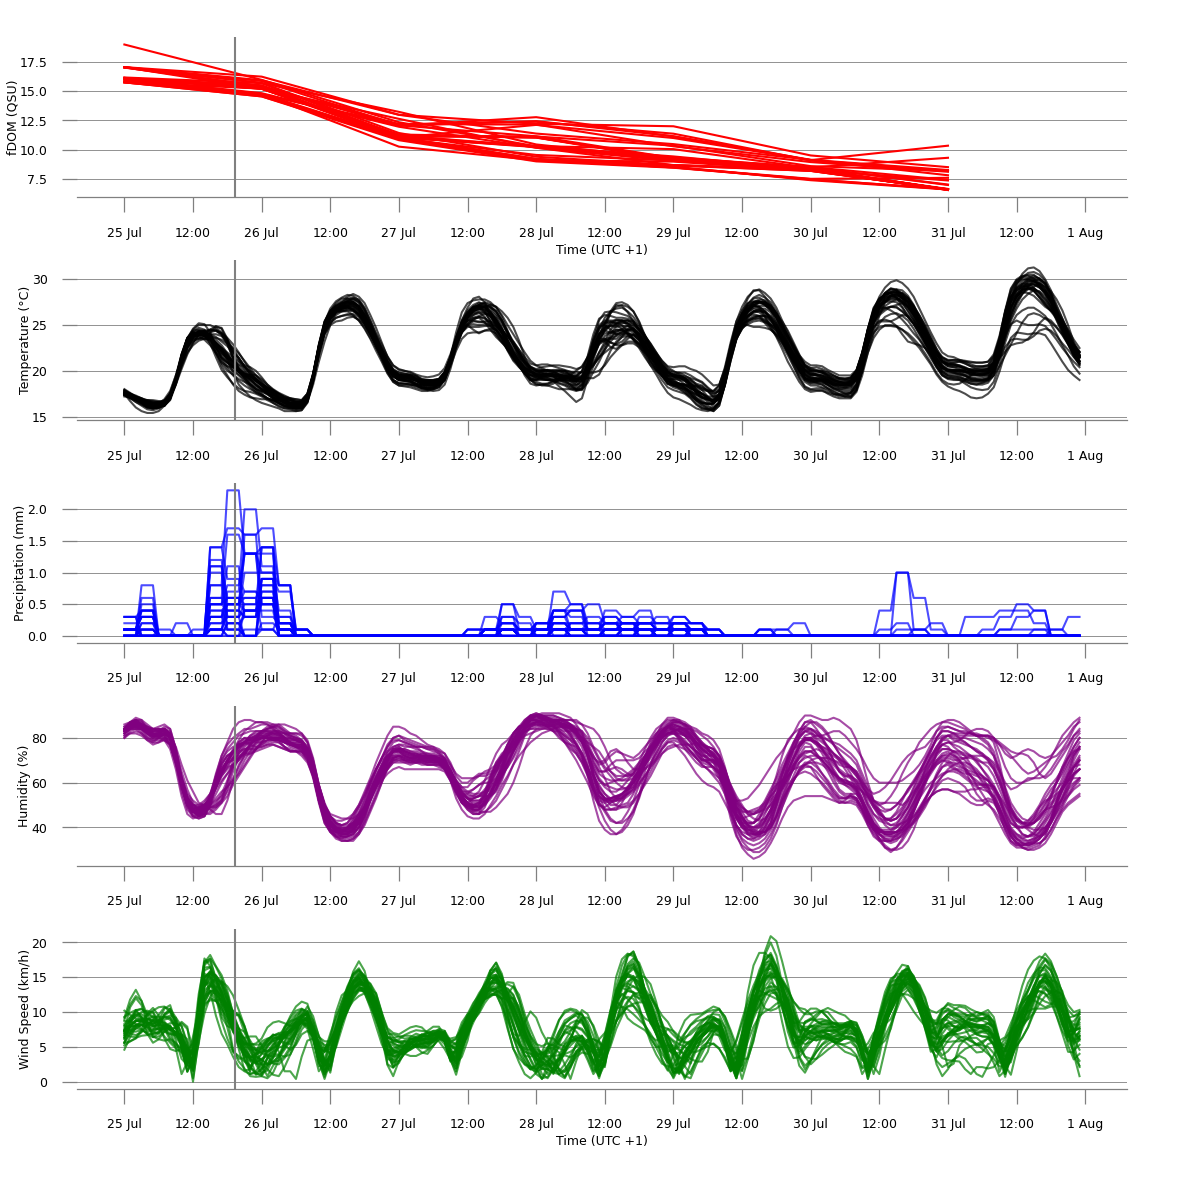 fDOM (QSU)
17.5
15.0
12.5
10.0
7.5
25 Jul 12:00 26 Jul 12:00 27 Jul 12:00 28 Jul 12:00 29 Jul 12:00 30 Jul 12:00 31 Jul 12:00 1 Aug
Time (UTC +1)
Temperature (°C)
30
25
20
15
25 Jul 12:00 26 Jul 12:00 27 Jul 12:00 28 Jul 12:00 29 Jul 12:00 30 Jul 12:00 31 Jul 12:00 1 Aug
Precipitation (mm)
2.0
1.5
1.0
0.5
0.0
25 Jul 12:00 26 Jul 12:00 27 Jul 12:00 28 Jul 12:00 29 Jul 12:00 30 Jul 12:00 31 Jul 12:00 1 Aug
Humidity (%)
80
60
40
25 Jul 12:00 26 Jul 12:00 27 Jul 12:00 28 Jul 12:00 29 Jul 12:00 30 Jul 12:00 31 Jul 12:00 1 Aug
Wind Speed (km/h)
20
15
10
5
0
25 Jul 12:00 26 Jul 12:00 27 Jul 12:00 28 Jul 12:00 29 Jul 12:00 30 Jul 12:00 31 Jul 12:00 1 Aug
Time (UTC +1)